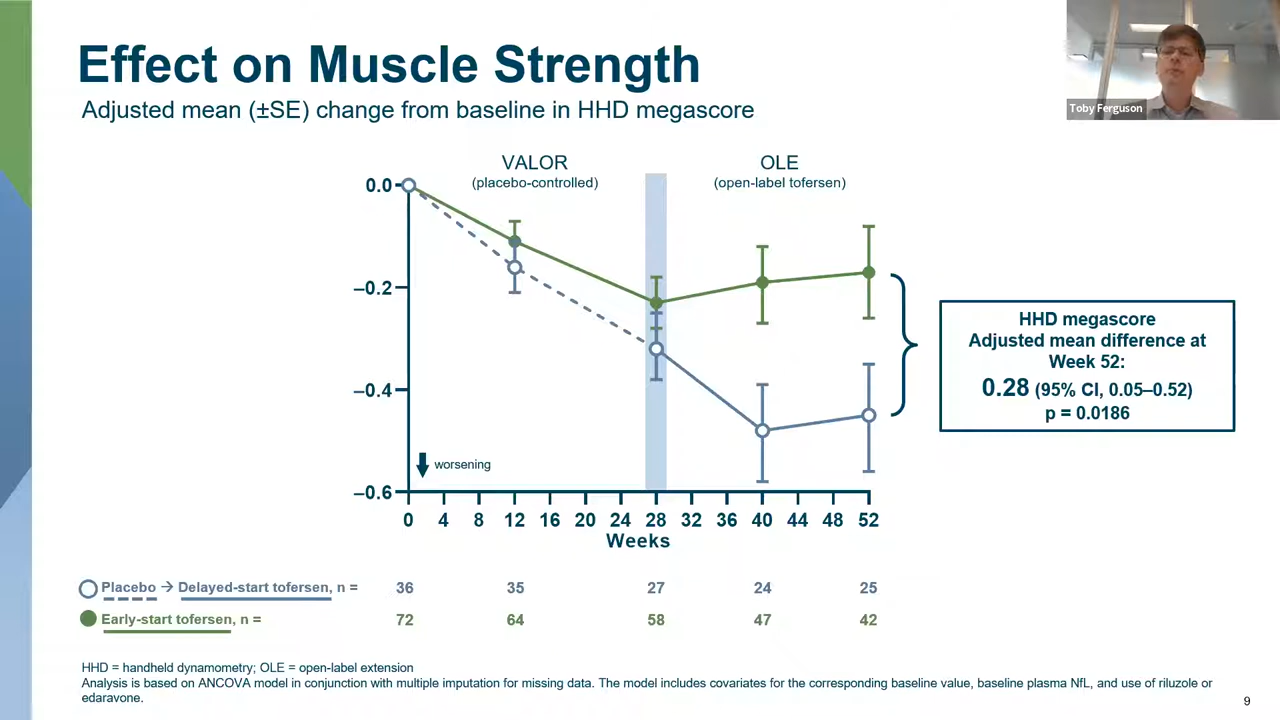 Effect on Muscle Strength
Adjusted mean (±SE) change from baseline in HHD megascore
Toby Ferguson
VALOR
(placebo-controlled)
OLE
(open-label tofersen)
0.0
–0.2
–0.4
–0.6
worsening
0 4 8 12 16 20 24 28 32 36 40 44 48 52
Weeks
HHD megascore
Adjusted mean difference at
Week 52:
0.28 (95% CI, 0.05–0.52)
p = 0.0186
Placebo → Delayed-start tofersen, n = 36 35 27 24 25
Early-start tofersen, n = 72 64 58 47 42
HHD = handheld dynamometry; OLE = open-label extension
Analysis is based on ANCOVA model in conjunction with multiple imputation for missing data. The model includes covariates for the corresponding baseline value, baseline plasma NfL, and use of riluzole or
edaravone.
9